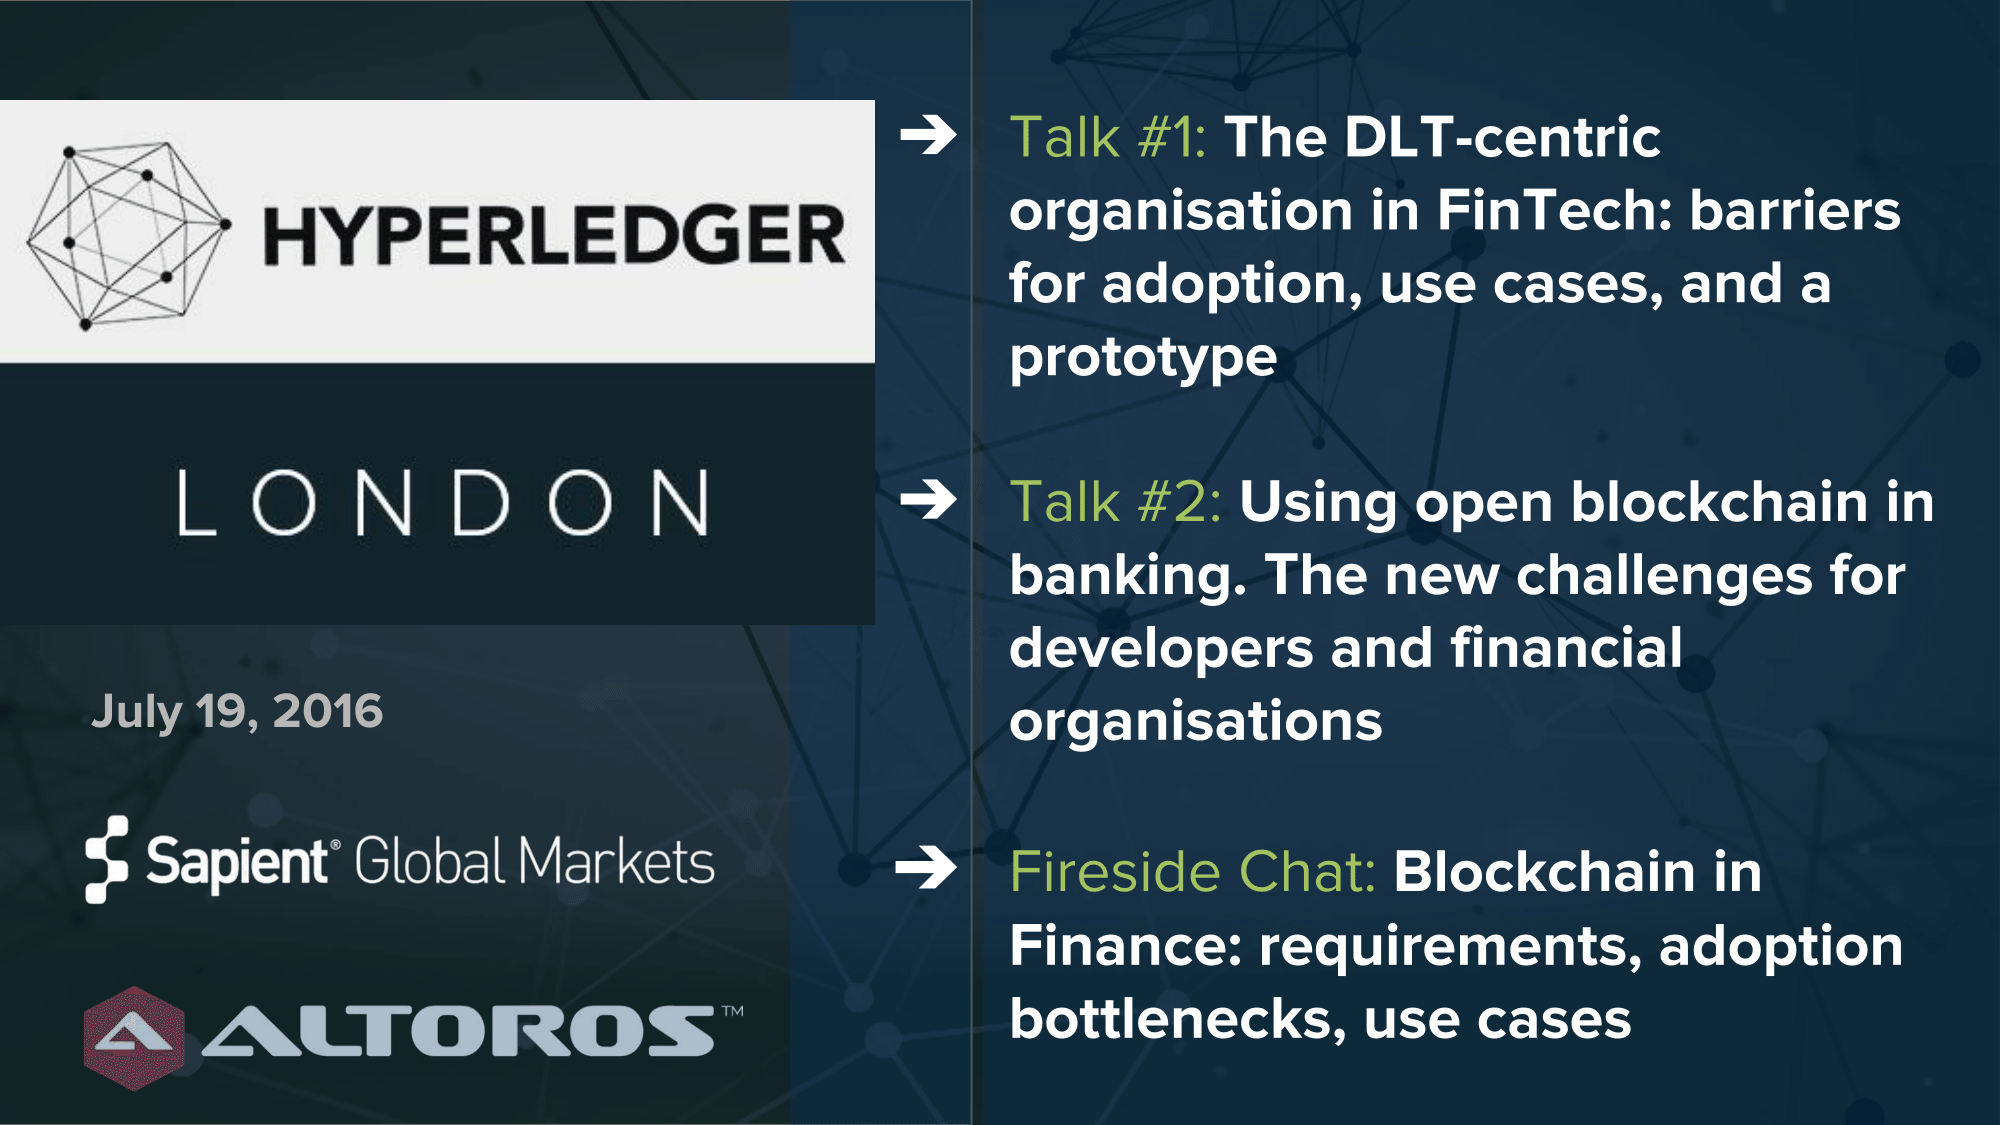 HYPERLEDGER
LONDON
July 19, 2016
Sapient® Global Markets
ALTOROS™
➔ Talk #1: The DLT-centric
organisation in FinTech: barriers
for adoption, use cases, and a
prototype
➔ Talk #2: Using open blockchain in
banking. The new challenges for
developers and financial
organisations
➔ Fireside Chat: Blockchain in
Finance: requirements, adoption
bottlenecks, use cases